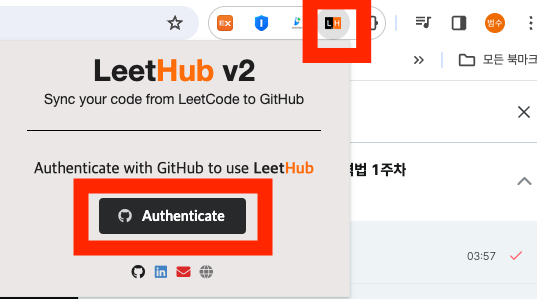 Ex
LH
범수
»
모든 북마크
LeetHub v2
Sync your code from LeetCode to GitHub
Authenticate with GitHub to use LeetHub
Authenticate
법 1주차
03:57